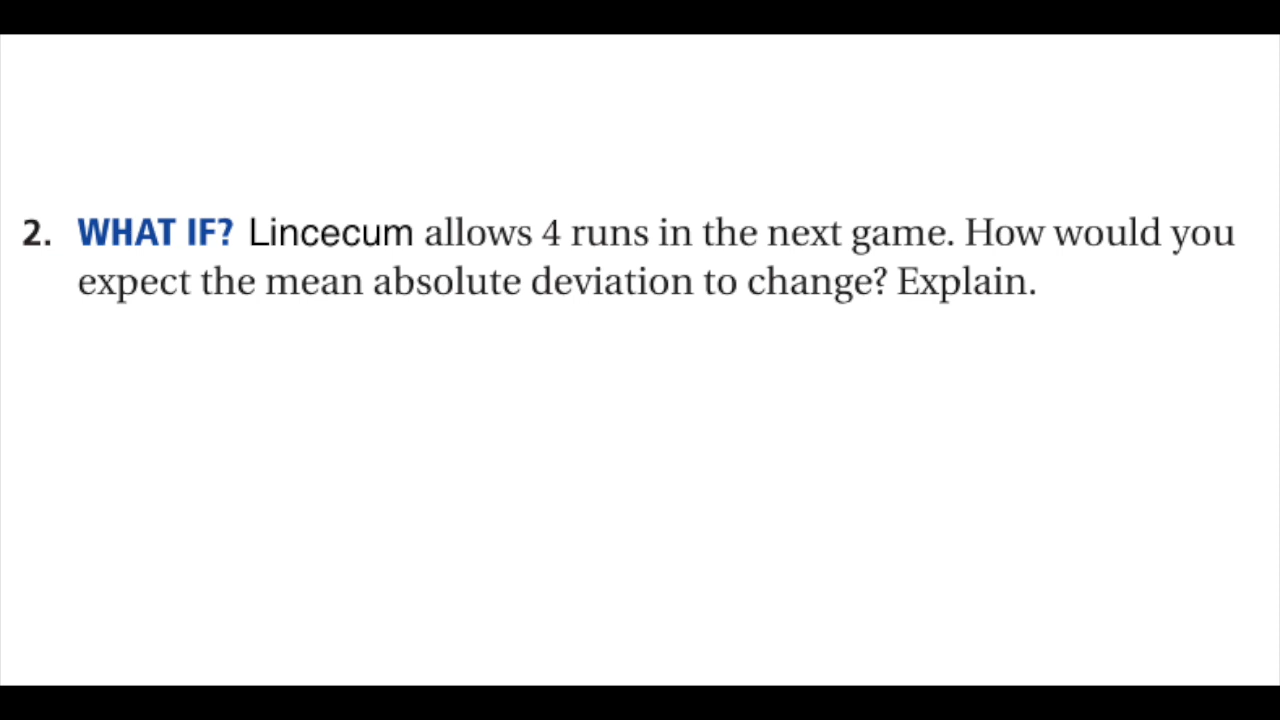 2. WHAT IF? Lincecum allows 4 runs in the next game. How would you
expect the mean absolute deviation to change? Explain.